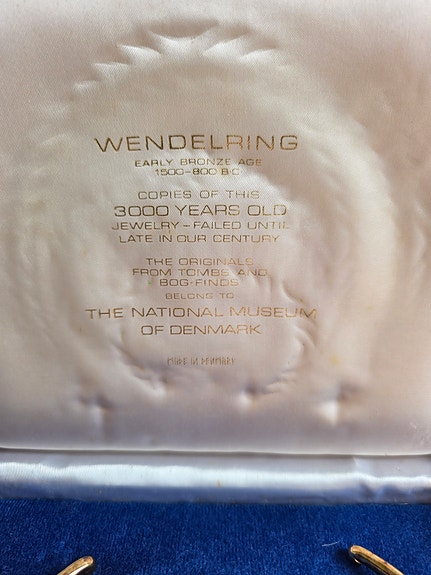 WENDELRING
EARLY BRONZE AGE
1500-800 B C
COPIES OF THIS
3000 YEARS OLD
JEWELRY - FAILED UNTIL
LATE IN OUR CENTURY
THE ORIGINALS
FROM TOMBS AND
BOG-FINDS
BELONG TO
THE NATIONAL MUSEUM
OF DENMARK
MADE IN DENMARK